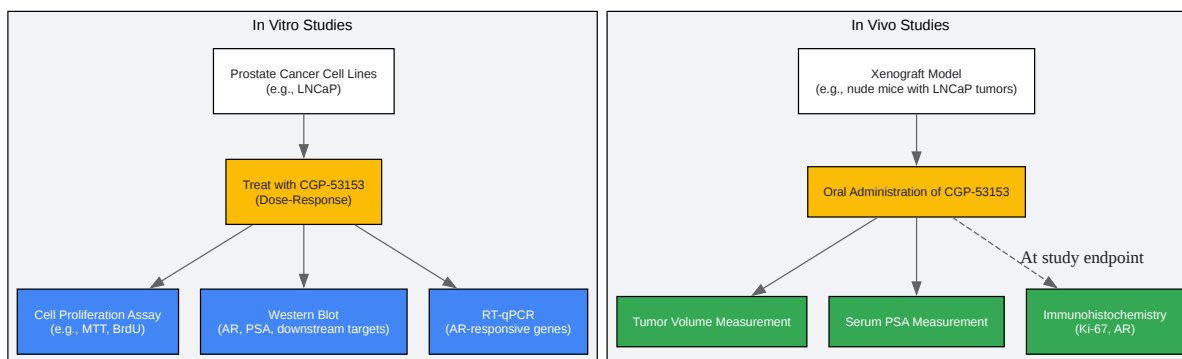 In Vitro Studies
Prostate Cancer Cell Lines
(e.g., LNCaP)
Treat with CGP-53153
(Dose-Response)
Cell Proliferation Assay
(e.g., MTT, BrdU)
Western Blot
(AR, PSA, downstream targets)
RT-qPCR
(AR-responsive genes)
In Vivo Studies
Xenograft Model
(e.g., nude mice with LNCaP tumors)
Oral Administration of CGP-53153
At study endpoint
Tumor Volume Measurement
Serum PSA Measurement
Immunohistochemistry
(Ki-67, AR)